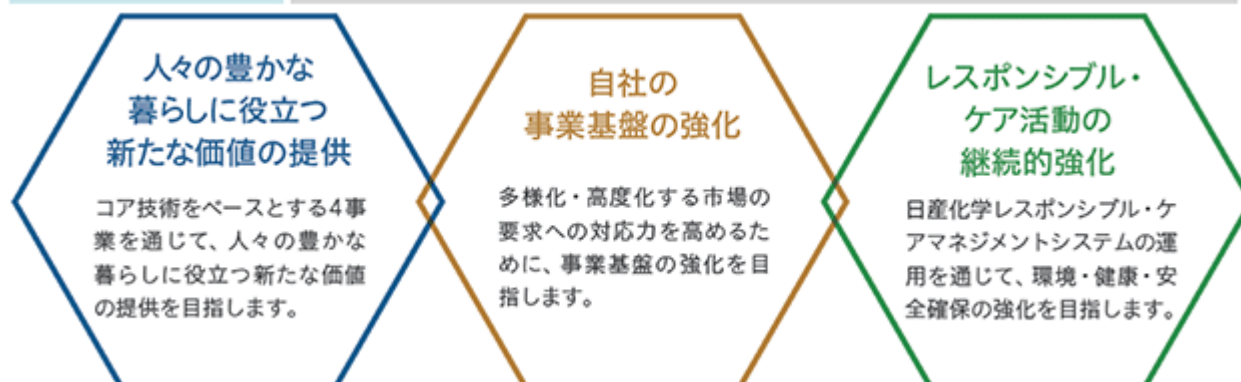 人々の豊かな
暮らしに役立つ
新たな価値の提供
コア技術をベースとする4事
業を通じて、人々の豊かな
暮らしに役立つ新たな価値
の提供を目指します。
自社の
事業基盤の強化
多様化・高度化する市場の
要求への対応力を高めるた
めに、事業基盤の強化を目
指します。
レスポンシブル・
ケア活動の
継続的強化
日産化学レスポンシブル・ケ
アマネジメントシステムの運
用を通じて、環境・健康・安
全確保の強化を目指します。